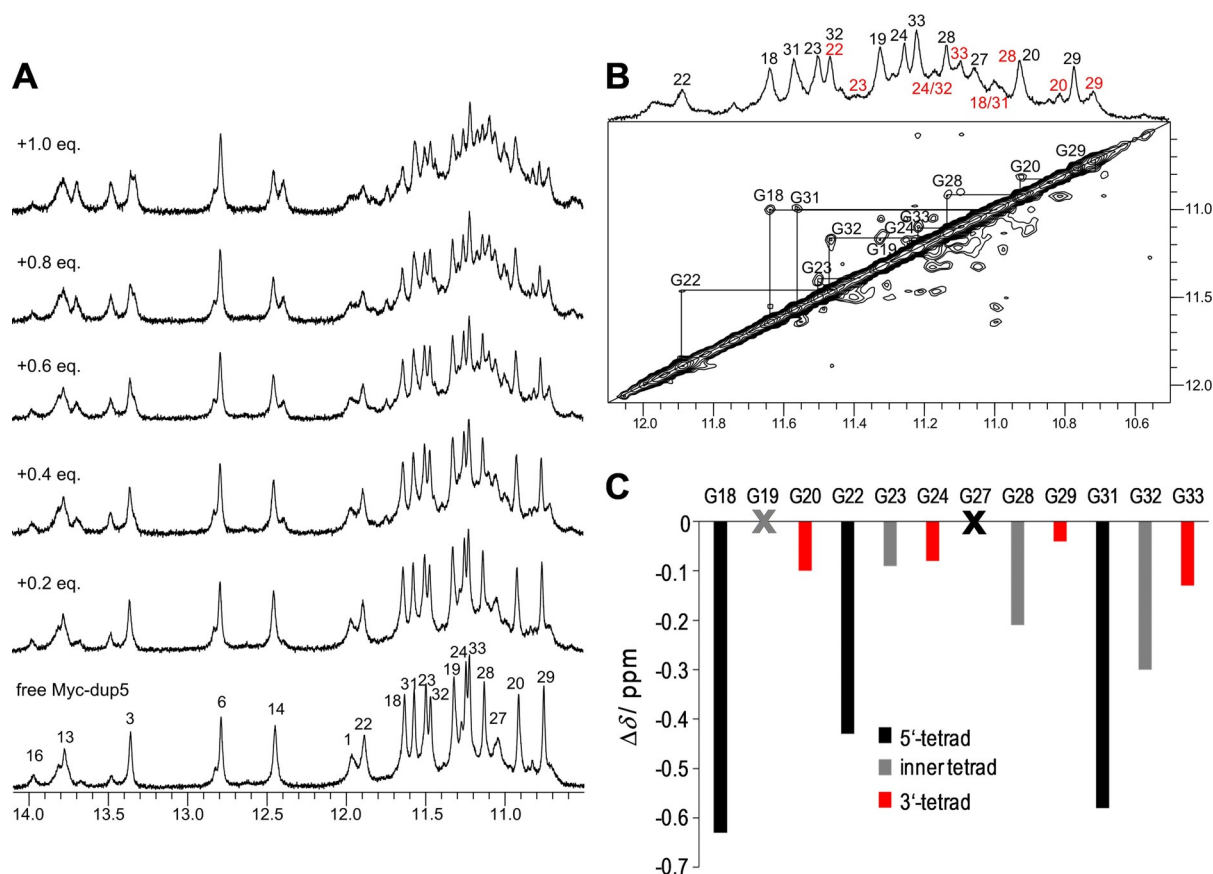 A
+1.0 eq.
+0.8 eq.
+0.6 eq.
+0.4 eq.
+0.2 eq.
free Myc-dup5
16 13 3 6 14 1 22 18 31 23 32 19 24 33 28 27 20 29
14.0 13.5 13.0 12.5 12.0 11.5 11.0
B
22 18 31 23 32 22 19 24 33 28 33 27 28 20 29
23 24/32 18/31 20 29
G29
G20
G28
G18 G31
G33
G32 G24
G19
G23
G22
11.0
11.5
12.0
12.0 11.8 11.6 11.4 11.2 11.0 10.8 10.6
C
G18 G19 G20 G22 G23 G24 G27 G28 G29 G31 G32 G33
0
-0.1
-0.2
-0.3
-0.4
-0.5
-0.6
-0.7
Δδ/ ppm
X X
5‘-tetrad
inner tetrad
3‘-tetrad